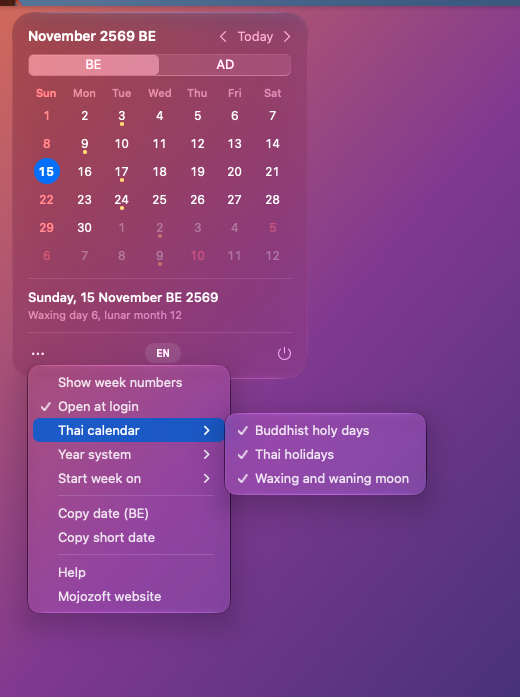 November 2569 BE
Today
BE AD
Sun Mon Tue Wed Thu Fri Sat
1 2 3 4 5 6 7
8 9 10 11 12 13 14
15 16 17 18 19 20 21
22 23 24 25 26 27 28
29 30 1 2 3 4 5
6 7 8 9 10 11 12
Sunday, 15 November BE 2569
Waxing day 6, lunar month 12
... EN
Show week numbers
Open at login
Thai calendar
Year system
Start week on
Copy date (BE)
Copy short date
Help
Mojozoft website
Buddhist holy days
Thai holidays
Waxing and waning moon